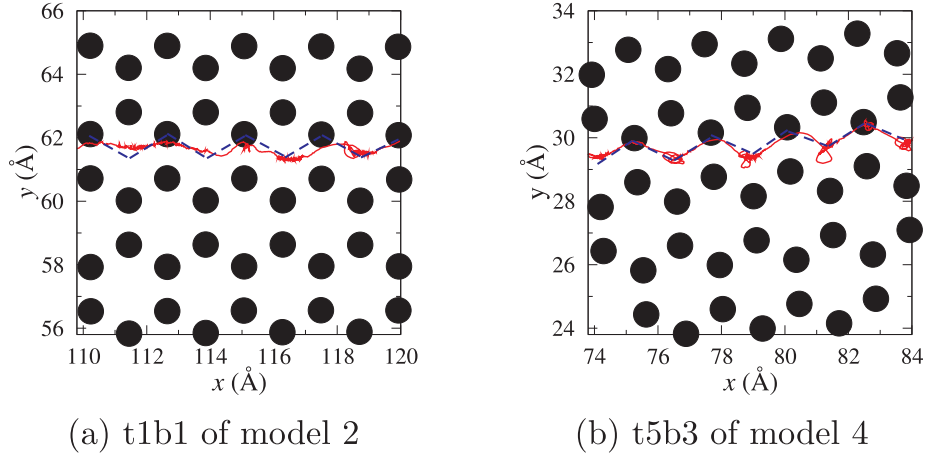 66
64
62
60
58
56
y (Å)
110 112 114 116 118 120
x (Å)
(a) t1b1 of model 2
34
32
30
28
26
24
y (Å)
74 76 78 80 82 84
x (Å)
(b) t5b3 of model 4